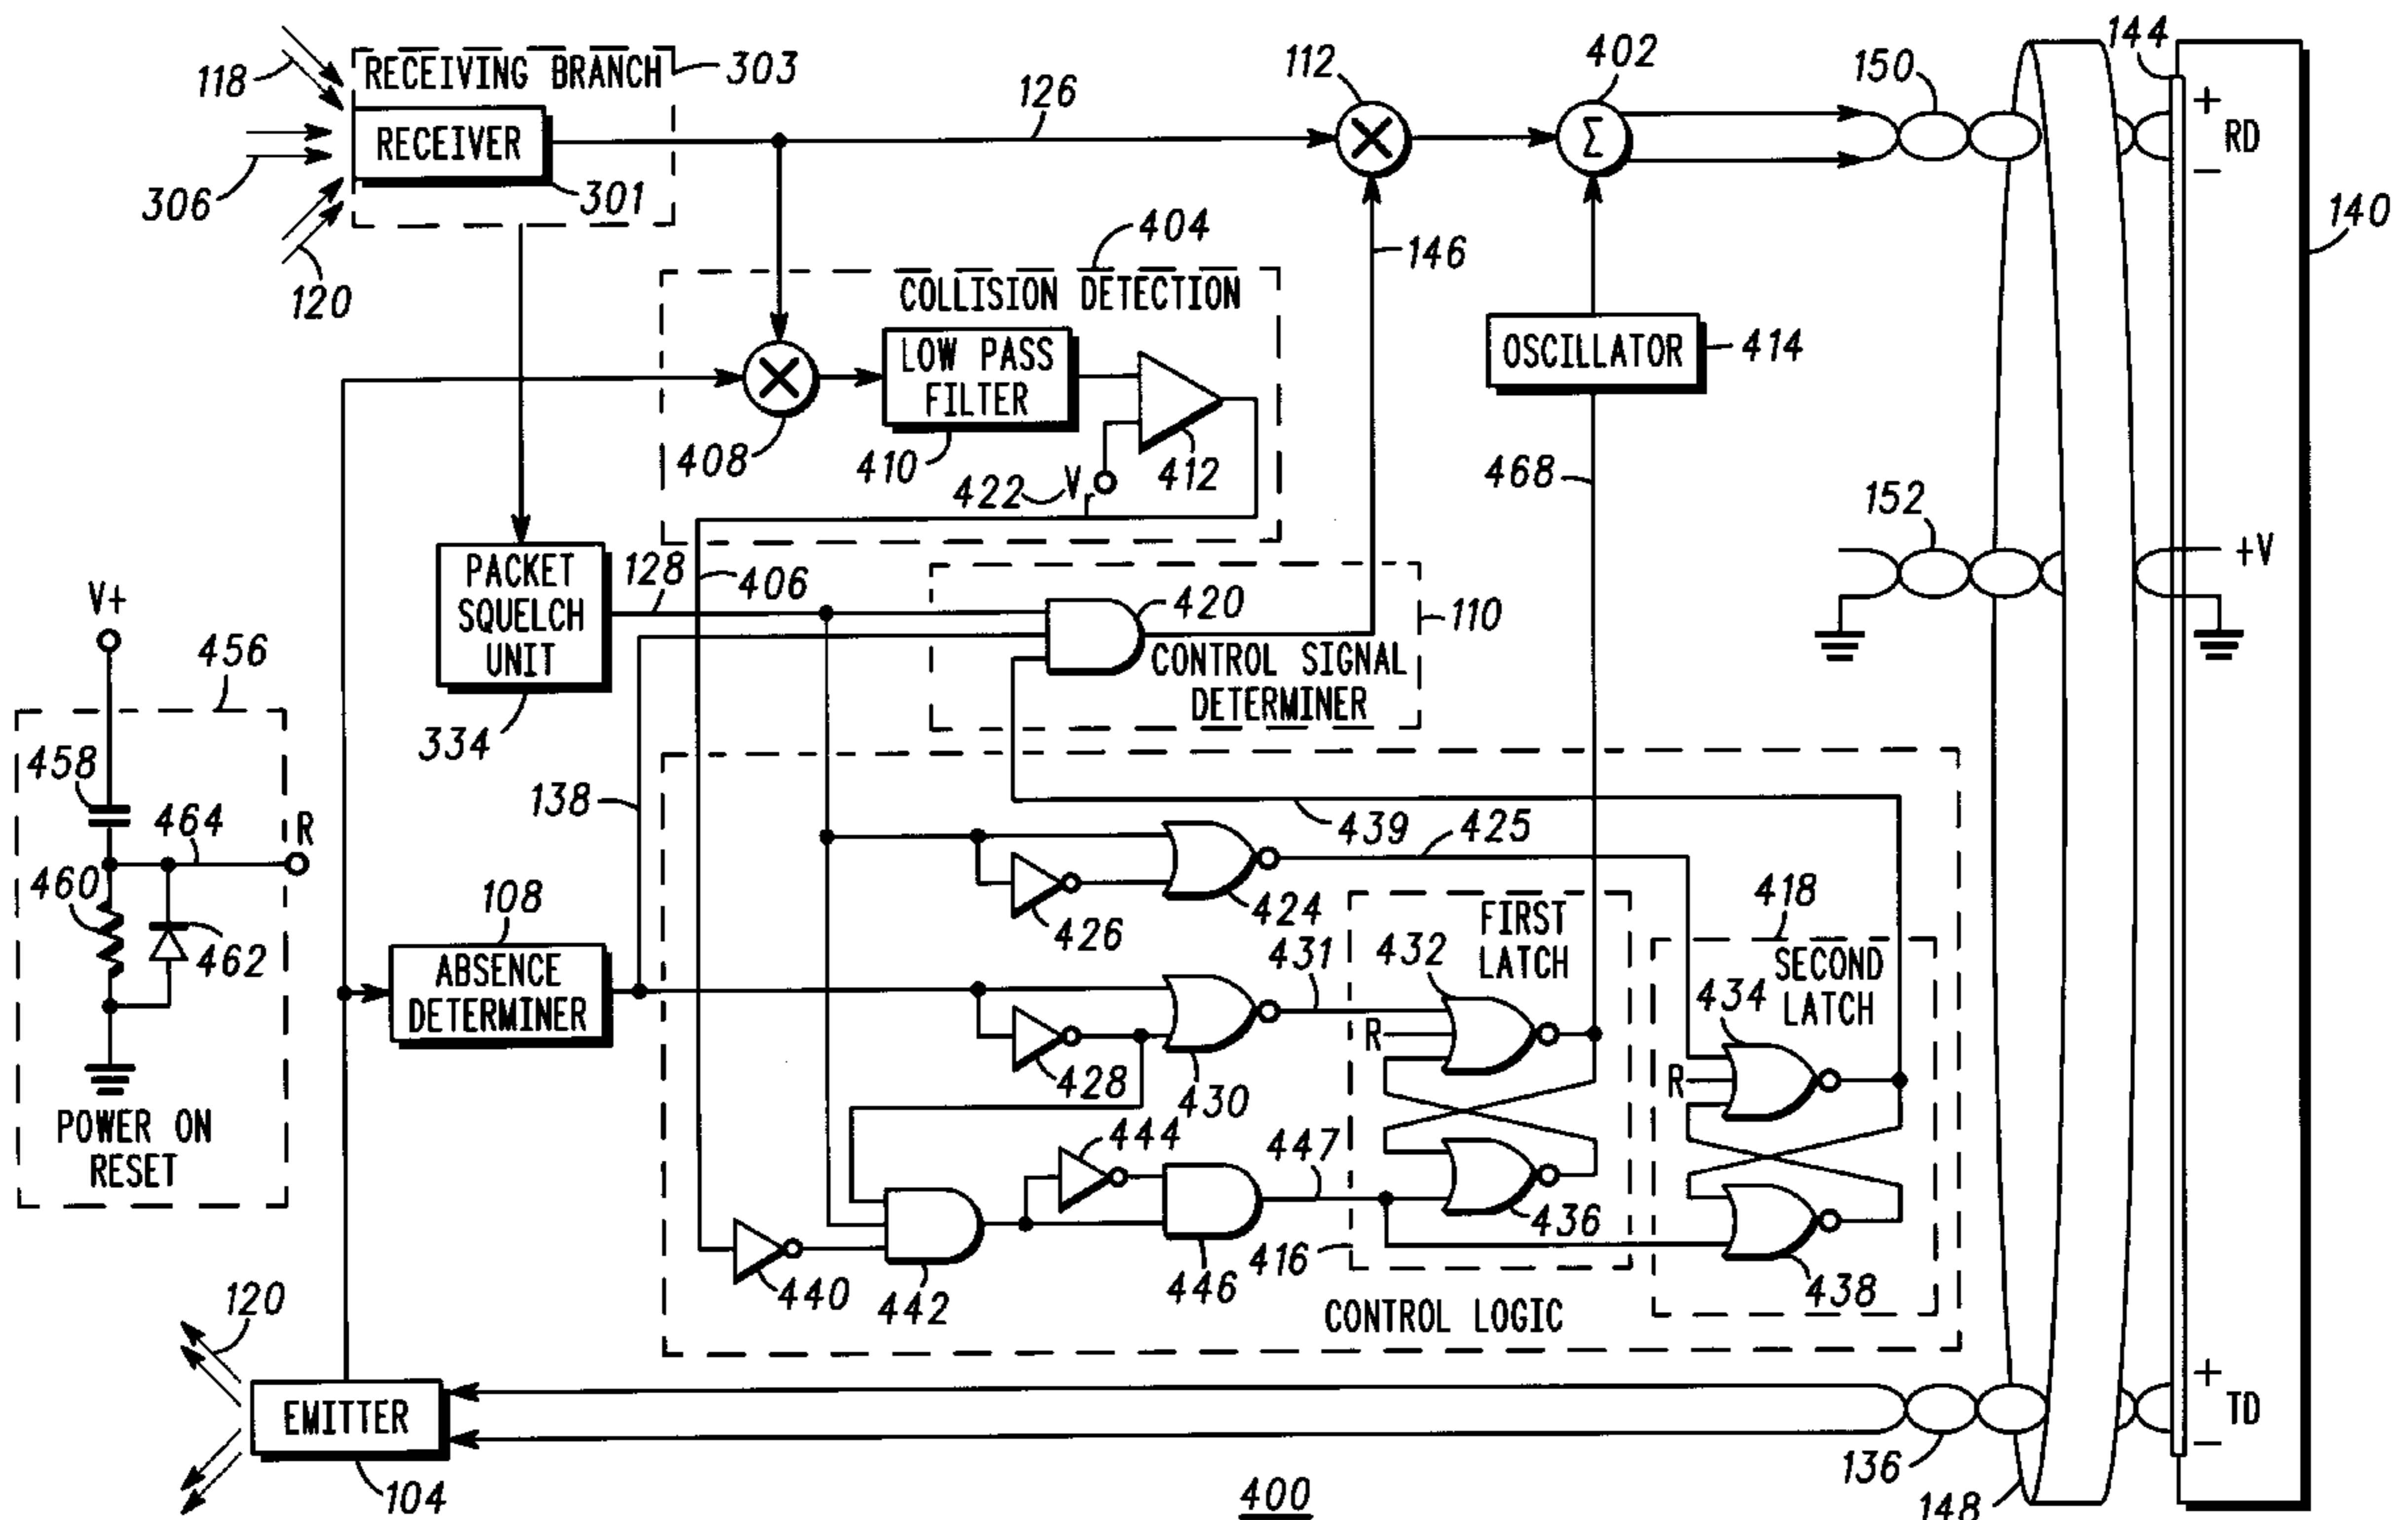 118
RECEIVING BRANCH
303
RECEIVER
301
306
120
126
112
402
Σ
150
144
+
RD
−
140
404
COLLISION DETECTION
146
LOW PASS
FILTER
408
410
412
422
Vr
OSCILLATOR
414
468
152
+V
PACKET
SQUELCH
UNIT
334
128
406
420
110
CONTROL SIGNAL
DETERMINER
V+
456
458
464
R
460
462
POWER ON
RESET
138
439
425
108
ABSENCE
DETERMINER
426
424
428
430
431
432
FIRST
LATCH
R
418
SECOND
LATCH
434
R
444
447
436
416
438
440
442
446
CONTROL LOGIC
120
EMITTER
104
+
TD
−
136
148
400